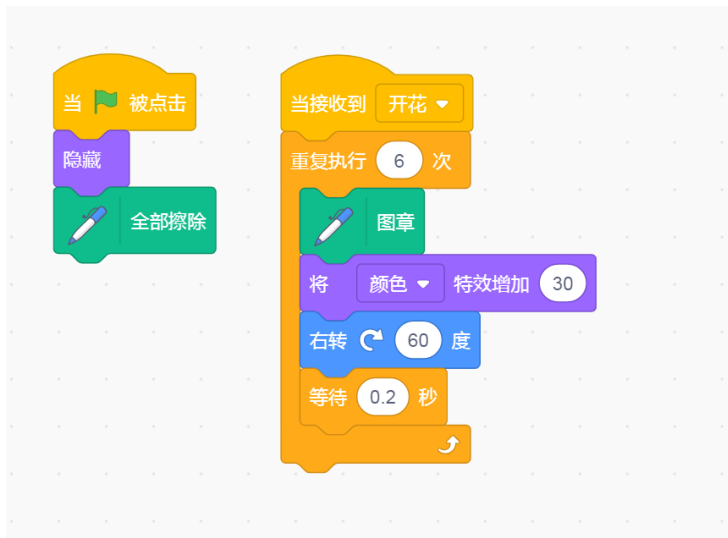 当 被点击
隐藏
全部擦除
当接收到 开花
重复执行 6 次
图章
将 颜色 特效增加 30
右转 60 度
等待 0.2 秒